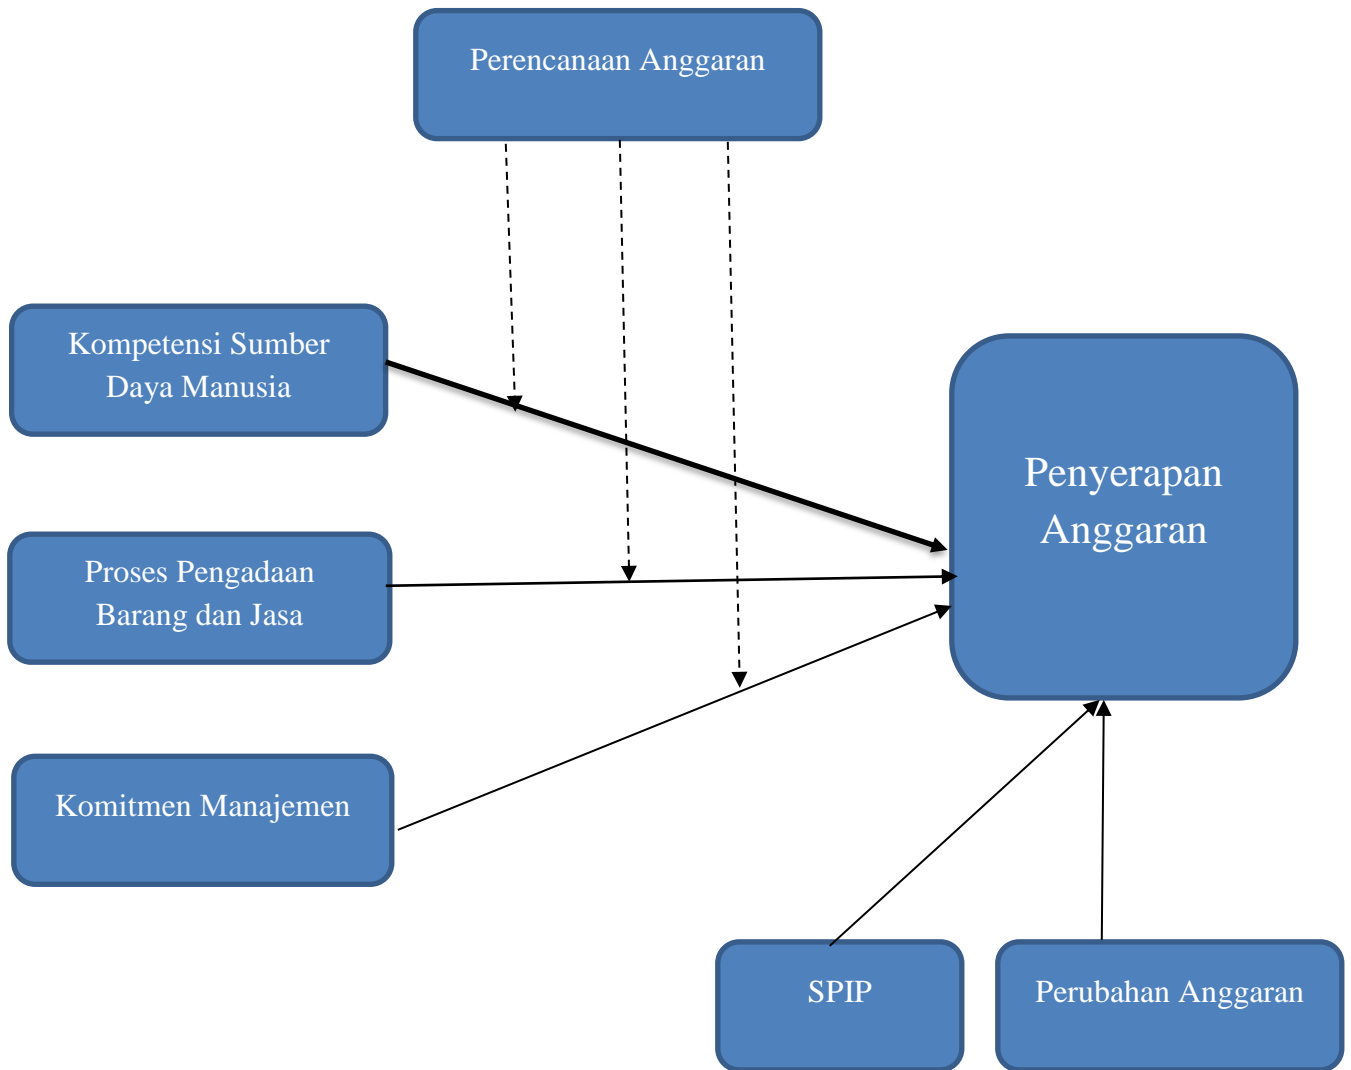 Perencanaan Anggaran
Kompetensi Sumber
Daya Manusia
Penyerapan
Anggaran
Proses Pengadaan
Barang dan Jasa
Komitmen Manajemen
SPIP
Perubahan Anggaran